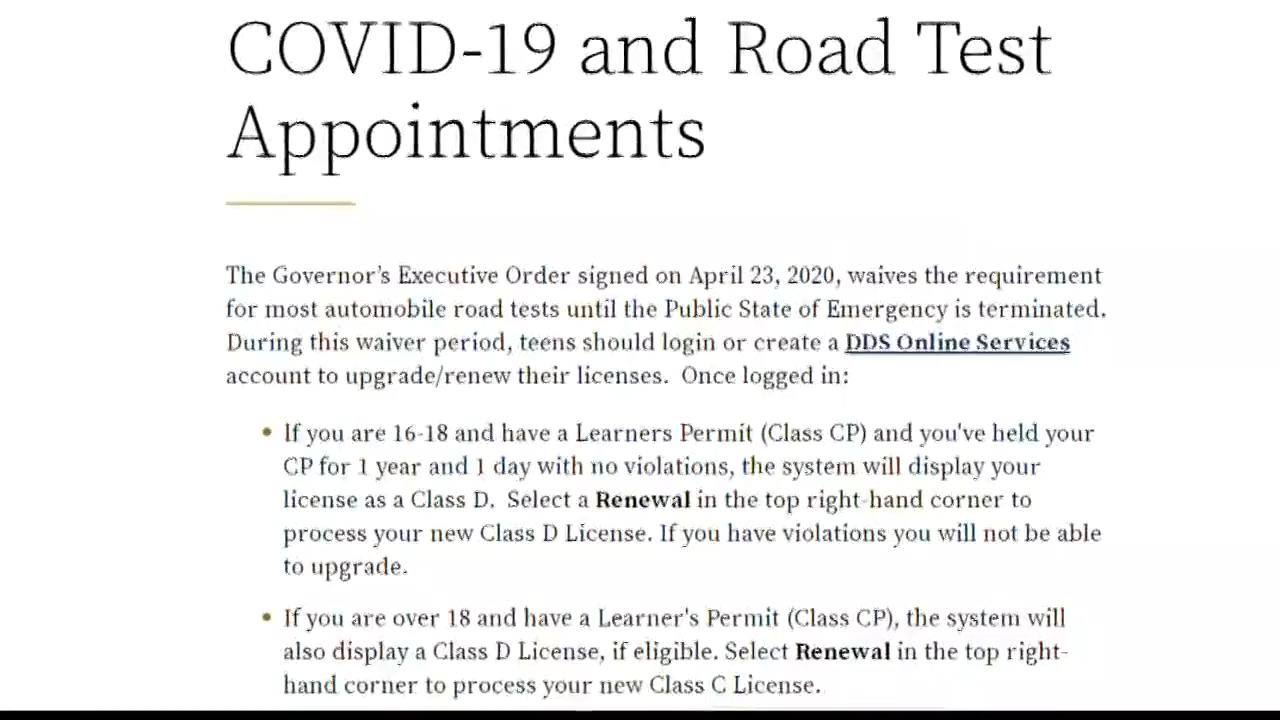 COVID-19 and Road Test
Appointments
The Governor's Executive Order signed on April 23, 2020, waives the requirement
for most automobile road tests until the Public State of Emergency is terminated.
During this waiver period, teens should login or create a DDS Online Services
account to upgrade/renew their licenses.  Once logged in:
• If you are 16-18 and have a Learners Permit (Class CP) and you've held your
CP for 1 year and 1 day with no violations, the system will display your
license as a Class D.  Select a Renewal in the top right-hand corner to
process your new Class D License. If you have violations you will not be able
to upgrade.
• If you are over 18 and have a Learner's Permit (Class CP), the system will
also display a Class D License, if eligible. Select Renewal in the top right-
hand corner to process your new Class C License.